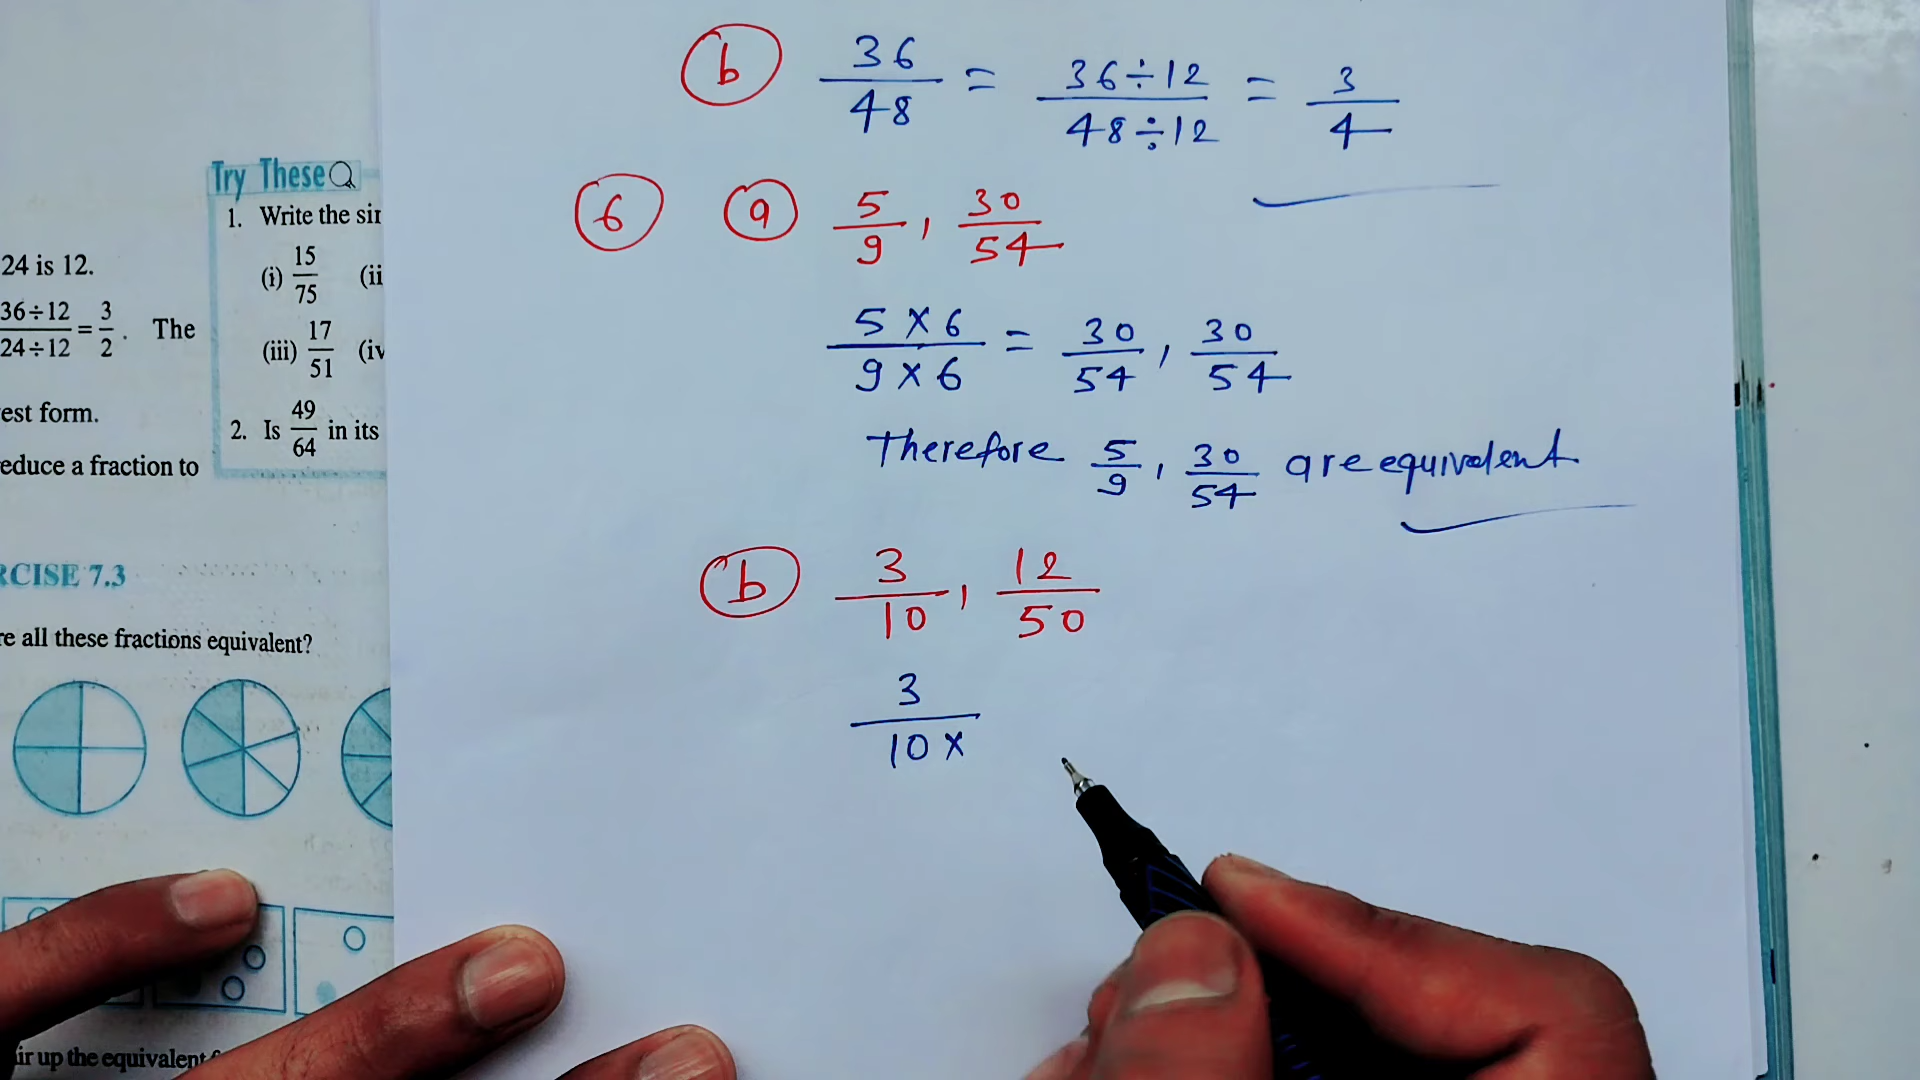 b 36/48 = 36÷12/48÷12 = 3/4
6 a 5/9, 30/54
5×6/9×6 = 30/54, 30/54
Therefore 5/9, 30/54 are equivalent
b 3/10, 12/50
3/10×
24 is 12.
36÷12/24÷12 = 3/2. The
est form.
educe a fraction to
Try These
1. Write the
(i) 15/75 (ii
(iii) 17/51 (iv
2. Is 49/64 in its
RCISE 7.3
re all these fractions equivalent?
ir up the equivalent